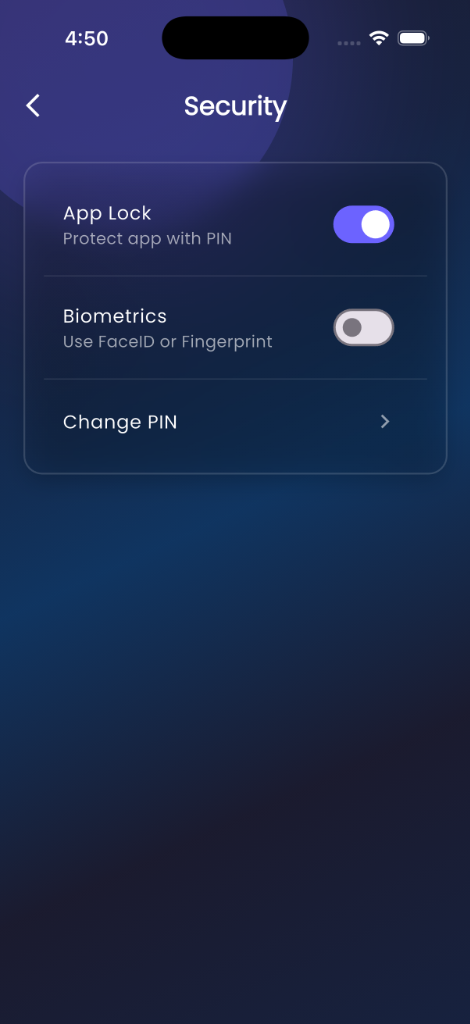 4:50
Security
App Lock
Protect app with PIN
Biometrics
Use FaceID or Fingerprint
Change PIN